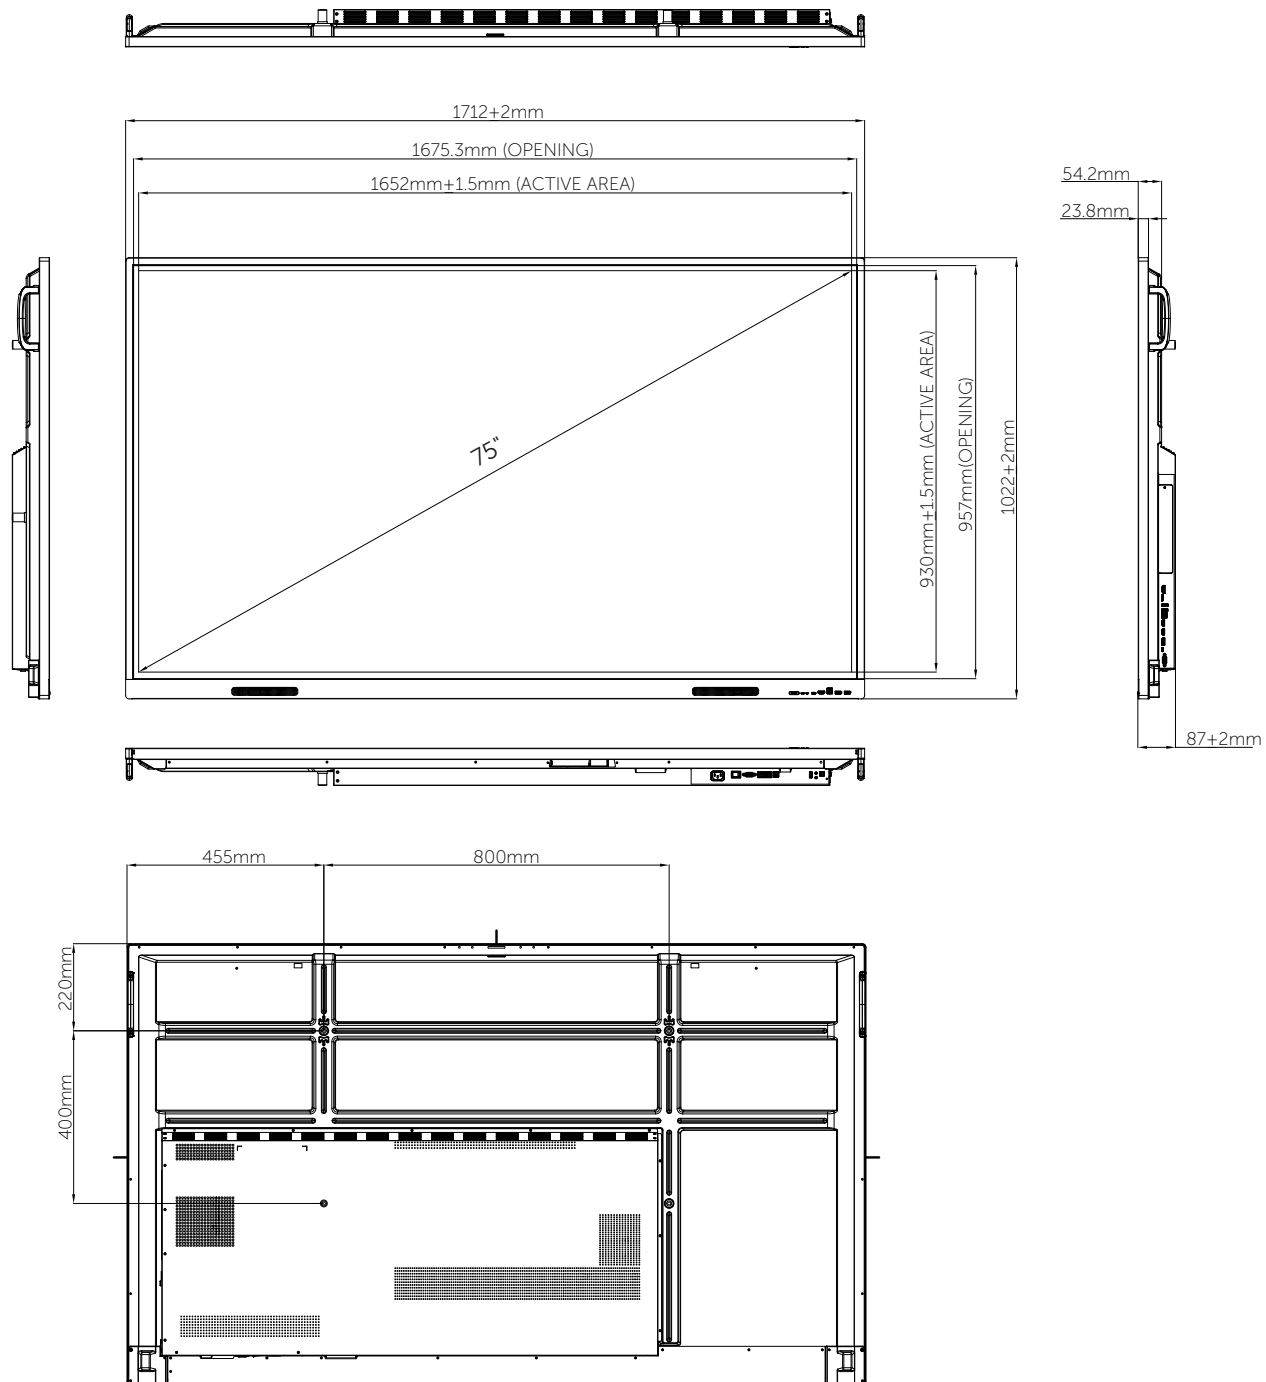 1712+2mm
1675.3mm (OPENING)
1652mm±1.5mm (ACTIVE AREA)
54.2mm
23.8mm
75"
930mm±1.5mm (ACTIVE AREA)
957mm(OPENING)
1022+2mm
87+2mm
455mm
800mm
220mm
400mm